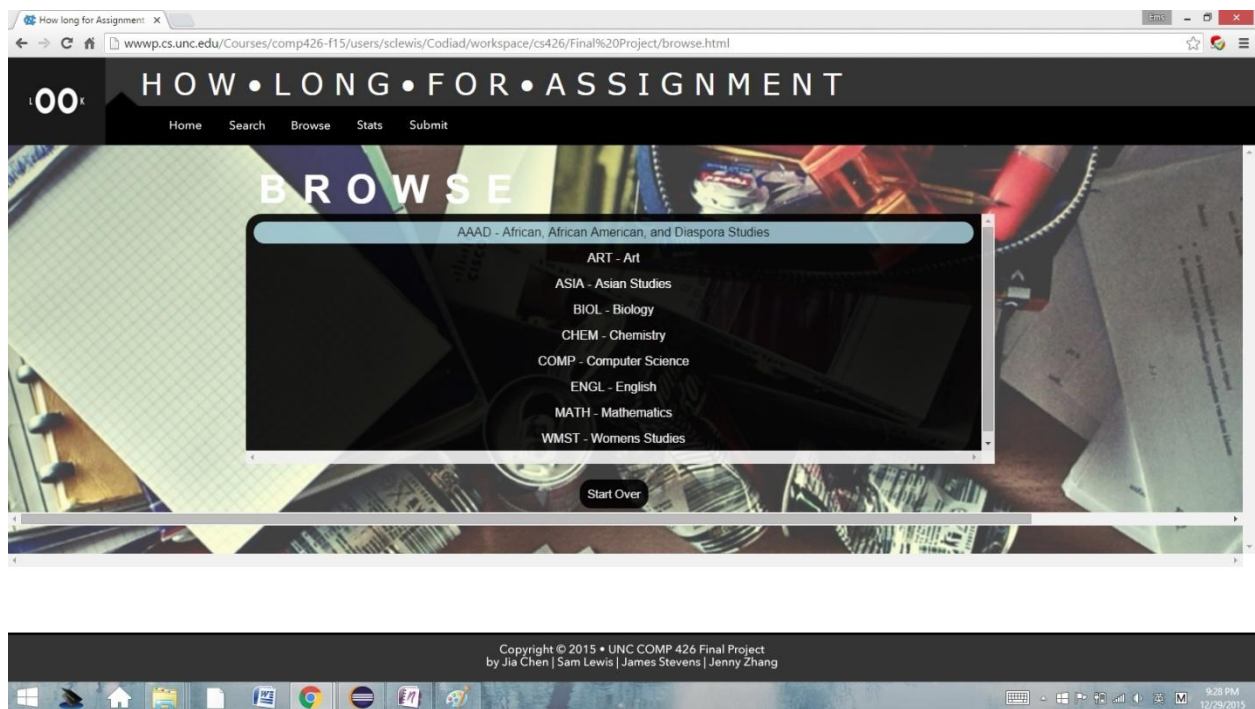 How long for Assignment
Ems
wwwp.cs.unc.edu/Courses/comp426-f15/users/sclewis/Codiad/workspace/cs426/Final%20Project/browse.html
LOOK
HOW•LONG•FOR•ASSIGNMENT
Home Search Browse Stats Submit
BROWSE
AAAD - African, African American, and Diaspora Studies
ART - Art
ASIA - Asian Studies
BIOL - Biology
CHEM - Chemistry
COMP - Computer Science
ENGL - English
MATH - Mathematics
WMST - Womens Studies
Start Over
Copyright © 2015 • UNC COMP 426 Final Project
by Jia Chen | Sam Lewis | James Stevens | Jenny Zhang
9:28 PM
12/29/2015